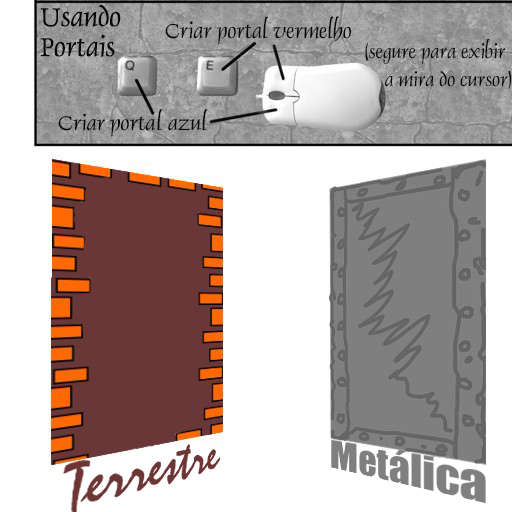 Usando
Portais
Criar portal vermelho
(segure para exibir
a mira do cursor)
Q
E
Criar portal azul
Terrestre
Metálica